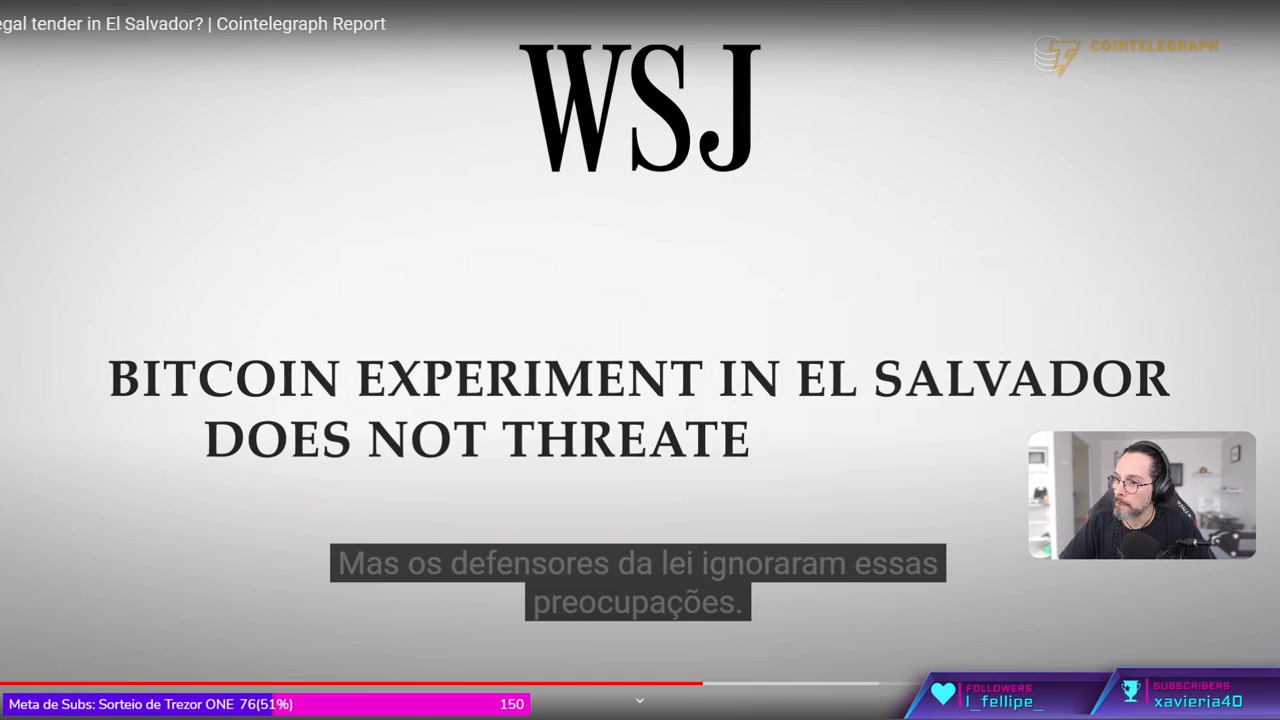 egal tender in El Salvador? | Cointelegraph Report
WSJ
COINTELEGRAPH
BITCOIN EXPERIMENT IN EL SALVADOR
DOES NOT THREATE
Mas os defensores da lei ignoraram essas
preocupações.
Meta de Subs: Sorteio de Trezor ONE 76(51%)
150
FOLLOWERS
l_fellipe_
SUBSCRIBERS
xavierja40